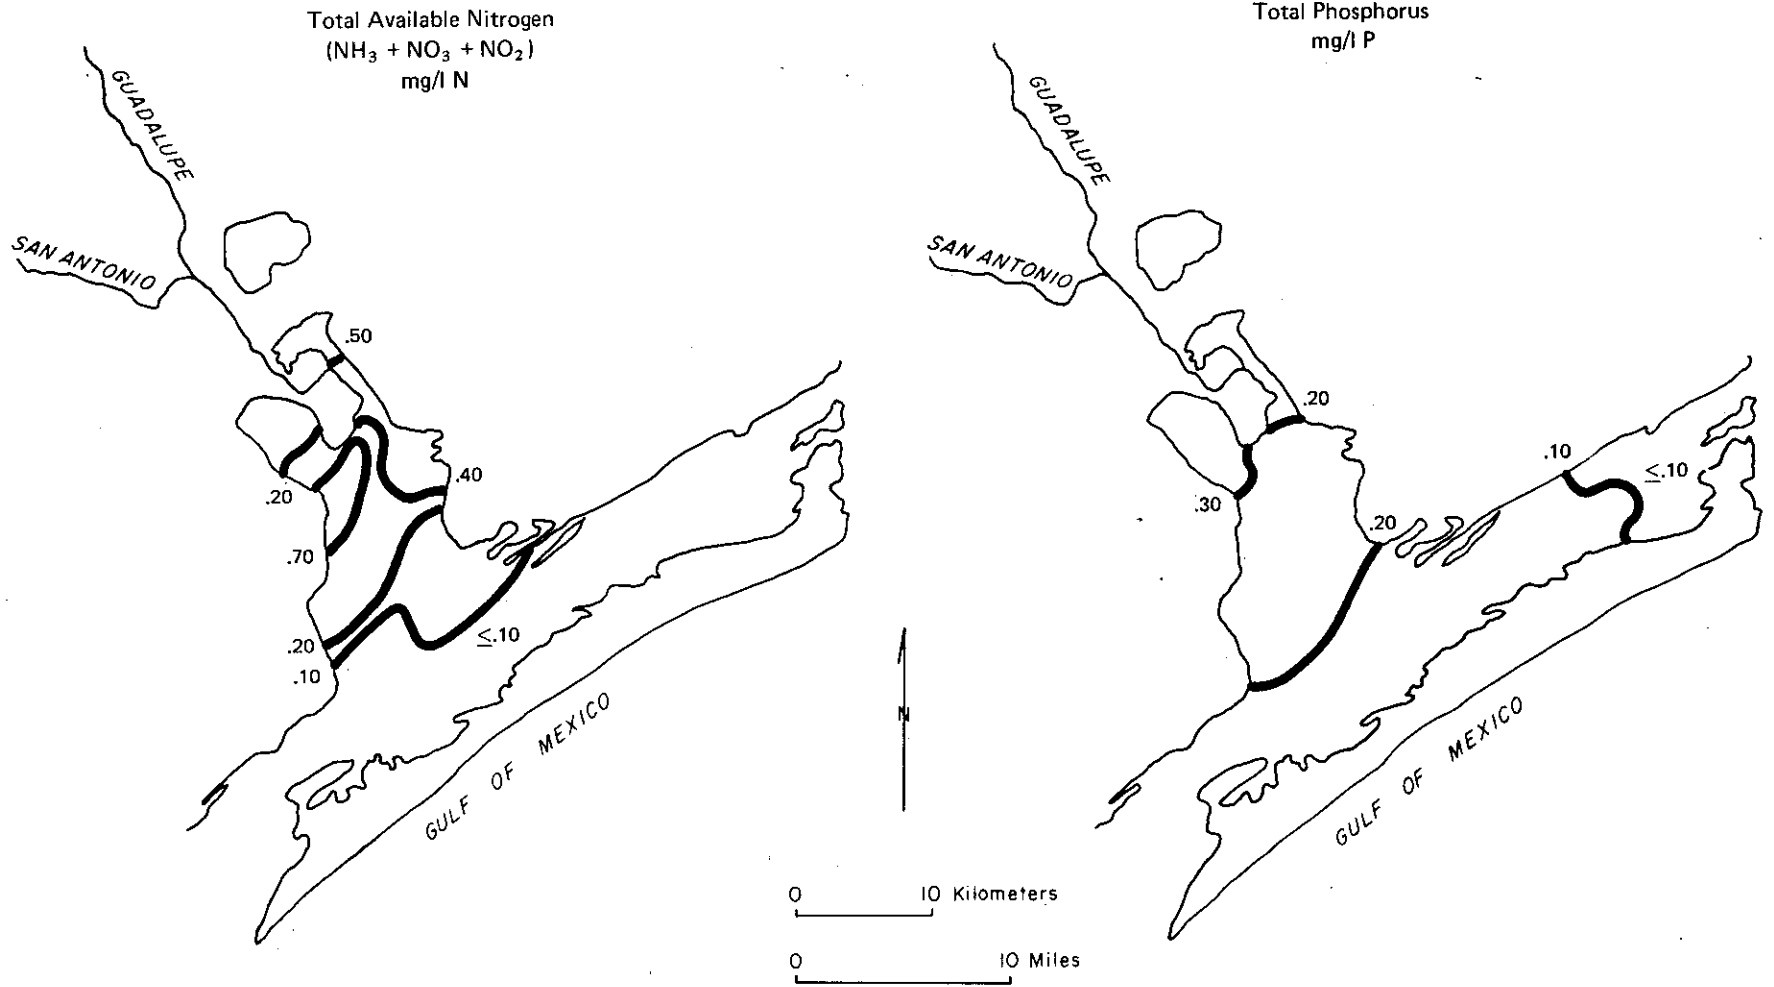 Total Available Nitrogen
(NH3 + NO3 + NO2)
mg/l N
GUADALUPE
SAN ANTONIO
.50
.40
.20
.70
.20
.10
≤.10
GULF OF MEXICO
Total Phosphorus
mg/l P
GUADALUPE
SAN ANTONIO
.20
.10
≤.10
.30
.20
GULF OF MEXICO
N
0 10 Kilometers
0 10 Miles